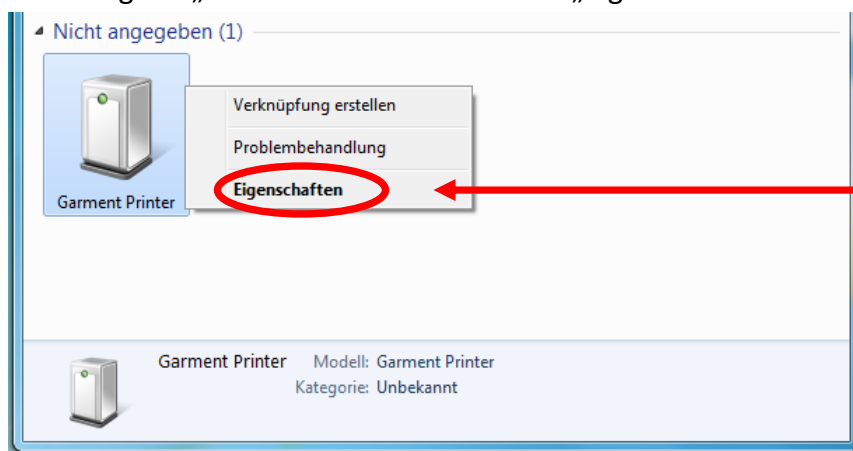 Nicht angegeben (1)
Verknüpfung erstellen
Problembehandlung
Eigenschaften
Garment Printer
Garment Printer Modell: Garment Printer
Kategorie: Unbekannt